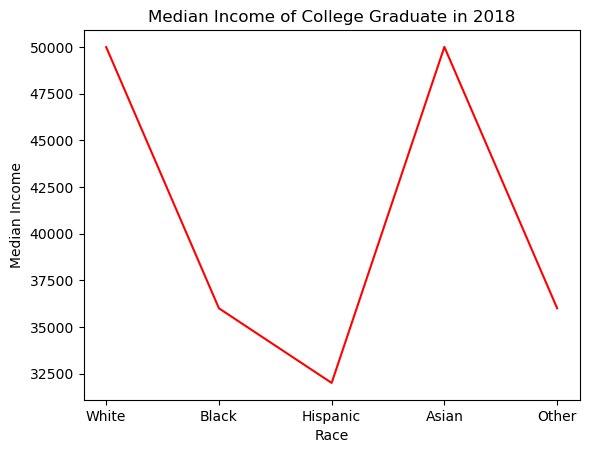 Median Income of College Graduate in 2018
50000
47500
45000
42500
40000
37500
35000
32500
Median Income
White Black Hispanic Asian Other
Race